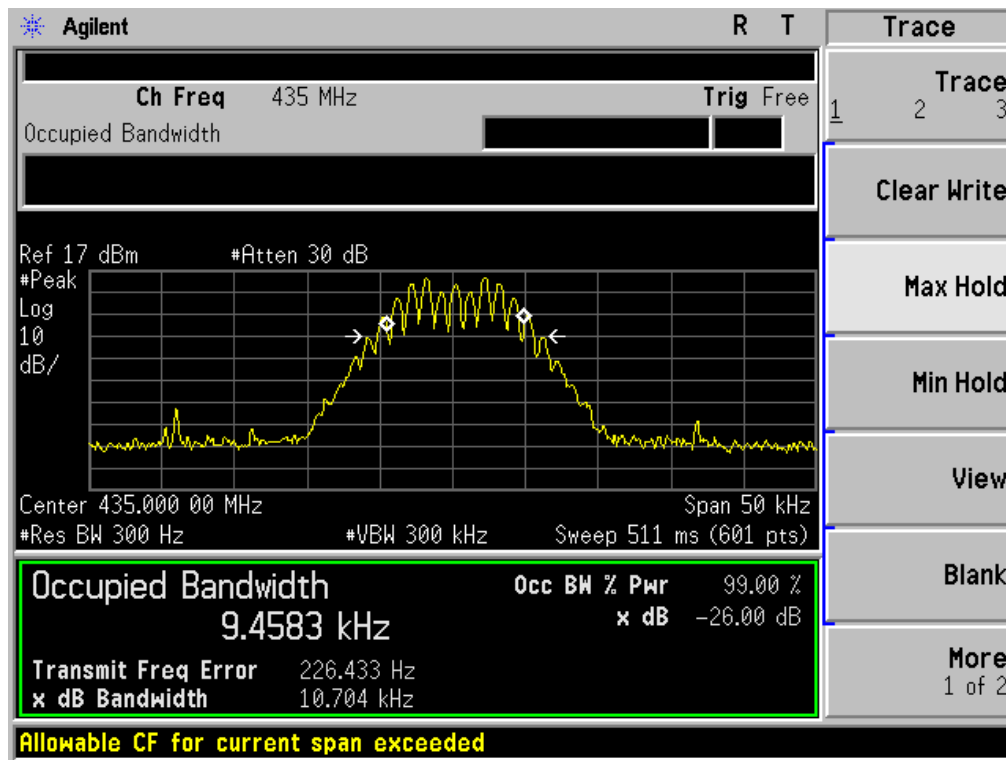 Agilent R T
Trace
Ch Freq 435 MHz Trig Free
Occupied Bandwidth
Trace
1 2 3
Clear Write
Max Hold
Min Hold
View
Blank
More
1 of 2
Ref 17 dBm #Atten 30 dB
#Peak
Log
10
dB/
Center 435.000 00 MHz Span 50 kHz
#Res BW 300 Hz #VBW 300 kHz Sweep 511 ms (601 pts)
Occupied Bandwidth Occ BW % Pwr 99.00 %
9.4583 kHz x dB -26.00 dB
Transmit Freq Error 226.433 Hz
x dB Bandwidth 10.704 kHz
Allowable CF for current span exceeded